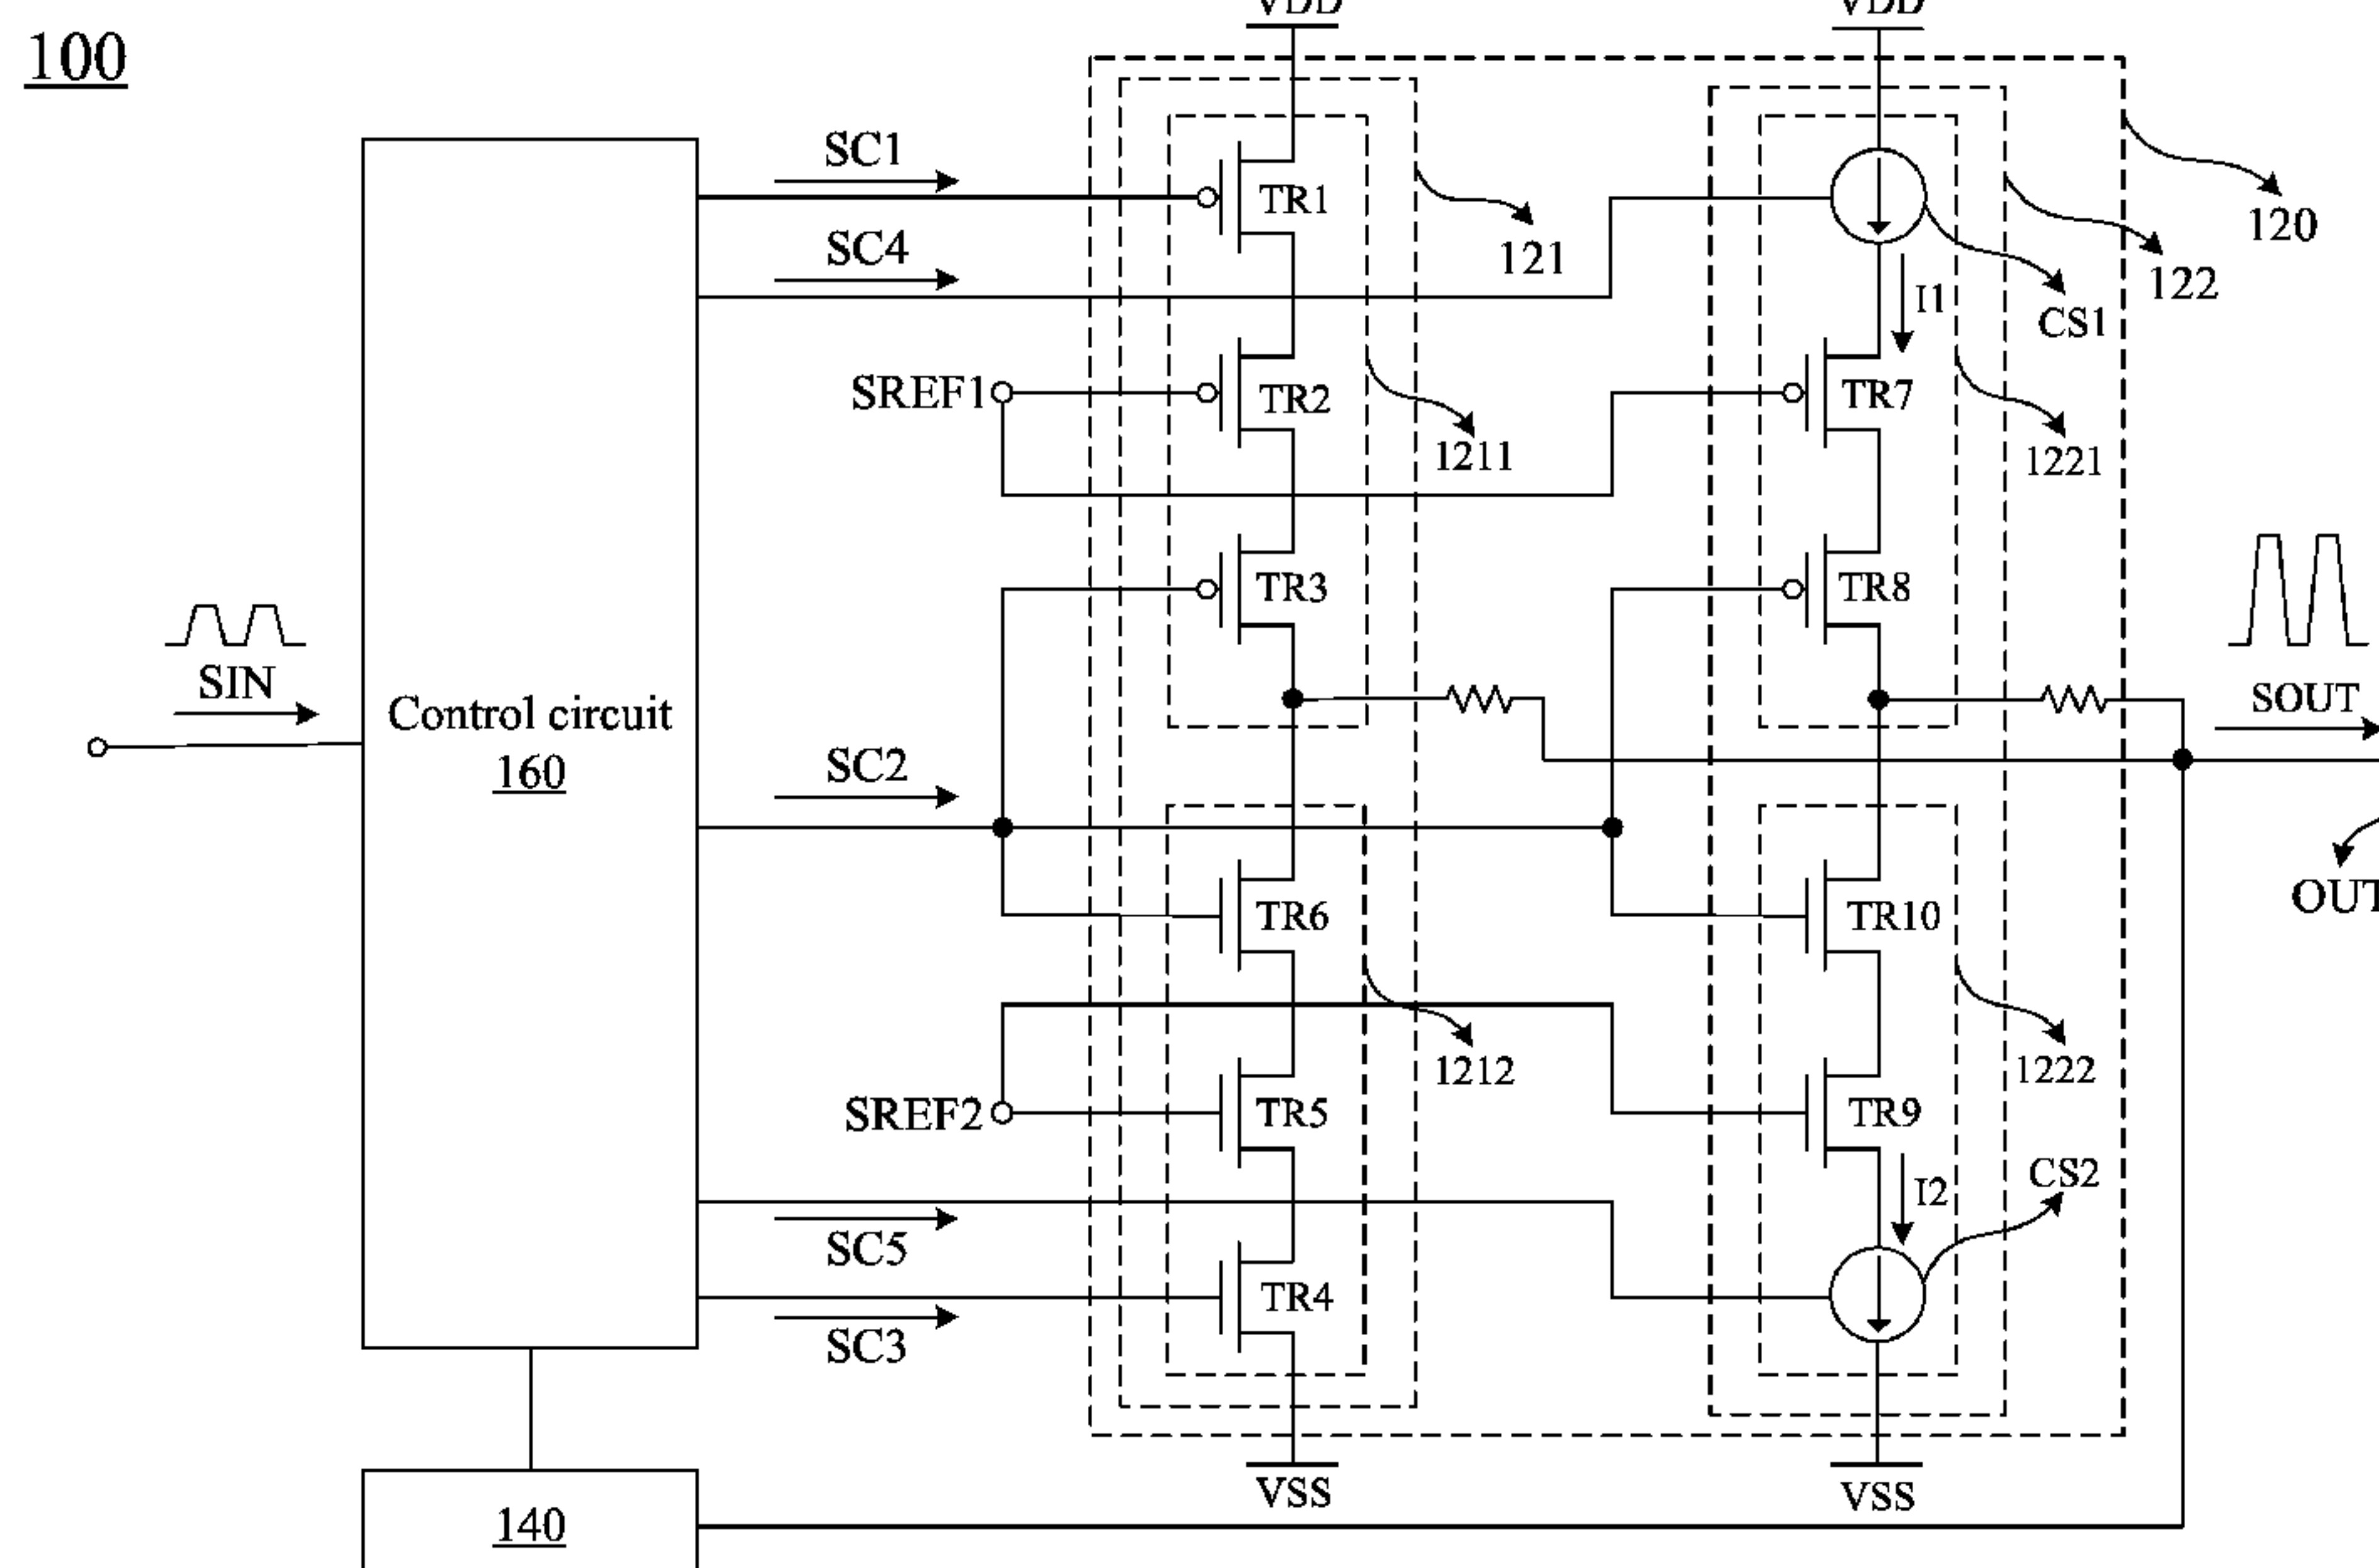 100
VDD
VDD
SC1
TR1
SC4
121
120
122
I1
CS1
SREF1
TR2
TR7
1211
1221
TR3
TR8
SIN
Control circuit
160
SOUT
SC2
OUT
TR6
TR10
1212
1222
SREF2
TR5
TR9
CS2
I2
SC5
TR4
SC3
VSS
VSS
140